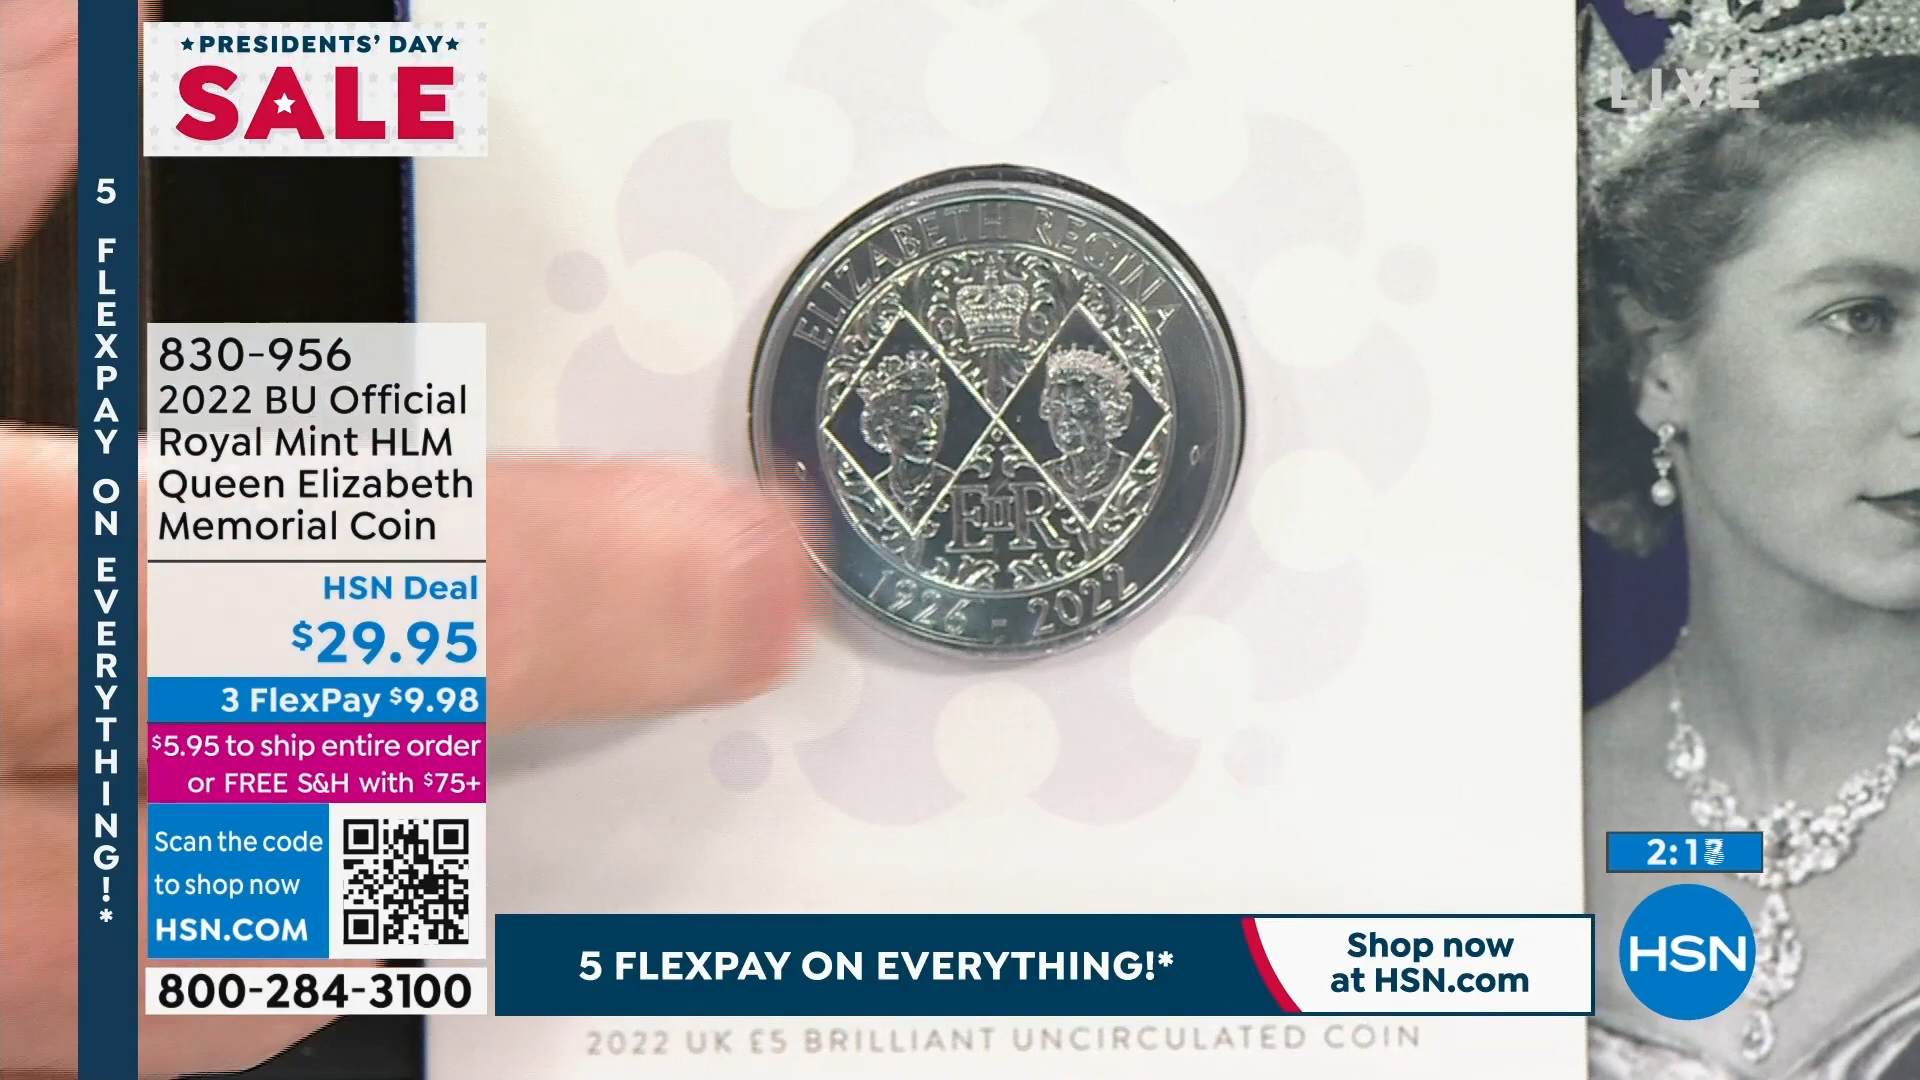 ★PRESIDENTS' DAY★
SALE
LIVE
5 FLEXPAY ON EVERYTHING!*
ELIZABETH REGINA
EIIR
1926 - 2022
830-956
2022 BU Official
Royal Mint HLM
Queen Elizabeth
Memorial Coin
HSN Deal
$29.95
3 FlexPay $9.98
$5.95 to ship entire order
or FREE S&H with $75+
Scan the code
to shop now
HSN.COM
800-284-3100
5 FLEXPAY ON EVERYTHING!*
Shop now
at HSN.com
HSN
2022 UK £5 BRILLIANT UNCIRCULATED COIN